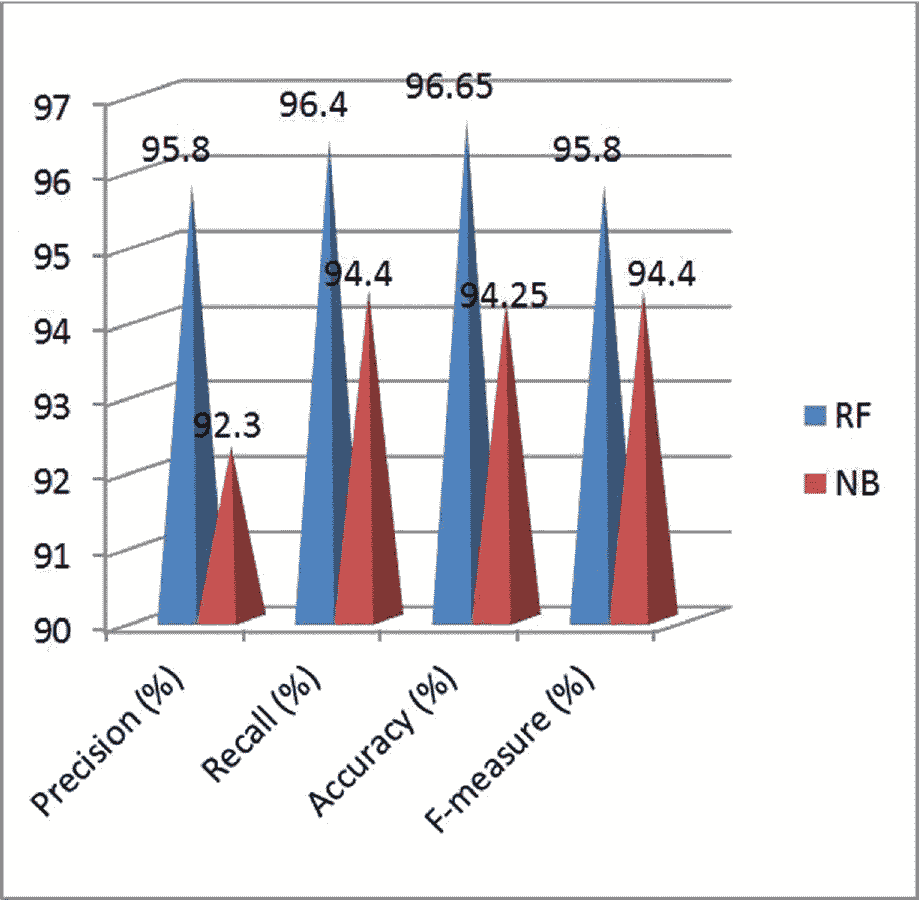 97
96
95
94
93
92
91
90
95.8
92.3
96.4
94.4
96.65
94.25
95.8
94.4
Precision (%)
Recall (%)
Accuracy (%)
F-measure (%)
RF
NB